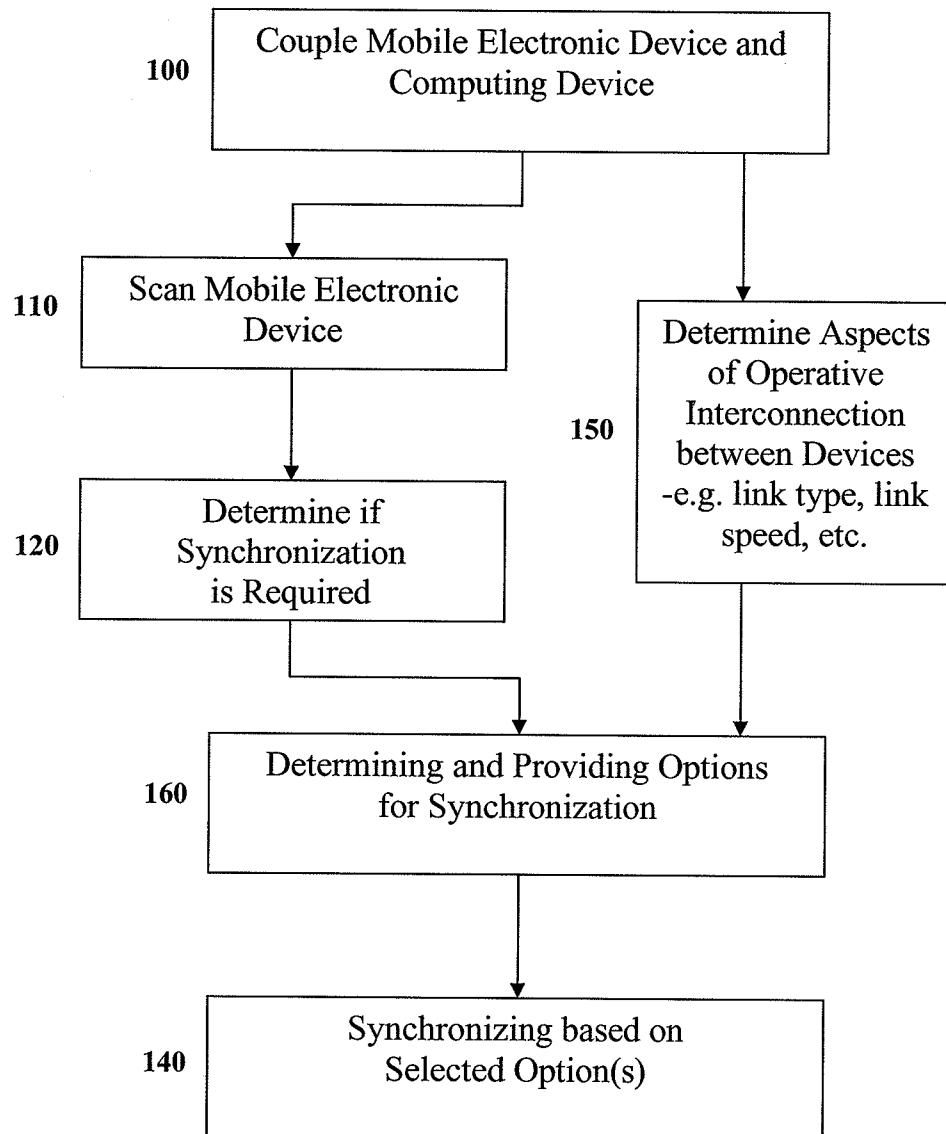 100
Couple Mobile Electronic Device and
Computing Device
110
Scan Mobile Electronic
Device
150
Determine Aspects
of Operative
Interconnection
between Devices
-e.g. link type, link
speed, etc.
120
Determine if
Synchronization
is Required
160
Determining and Providing Options
for Synchronization
140
Synchronizing based on
Selected Option(s)